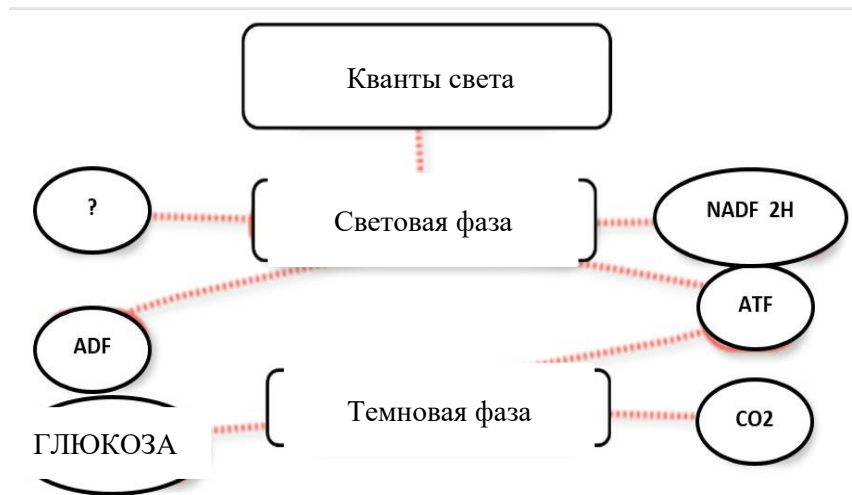 Кванты света
?
Световая фаза
NADF 2H
ATF
ADF
Темновая фаза
CO2
ГЛЮКОЗА